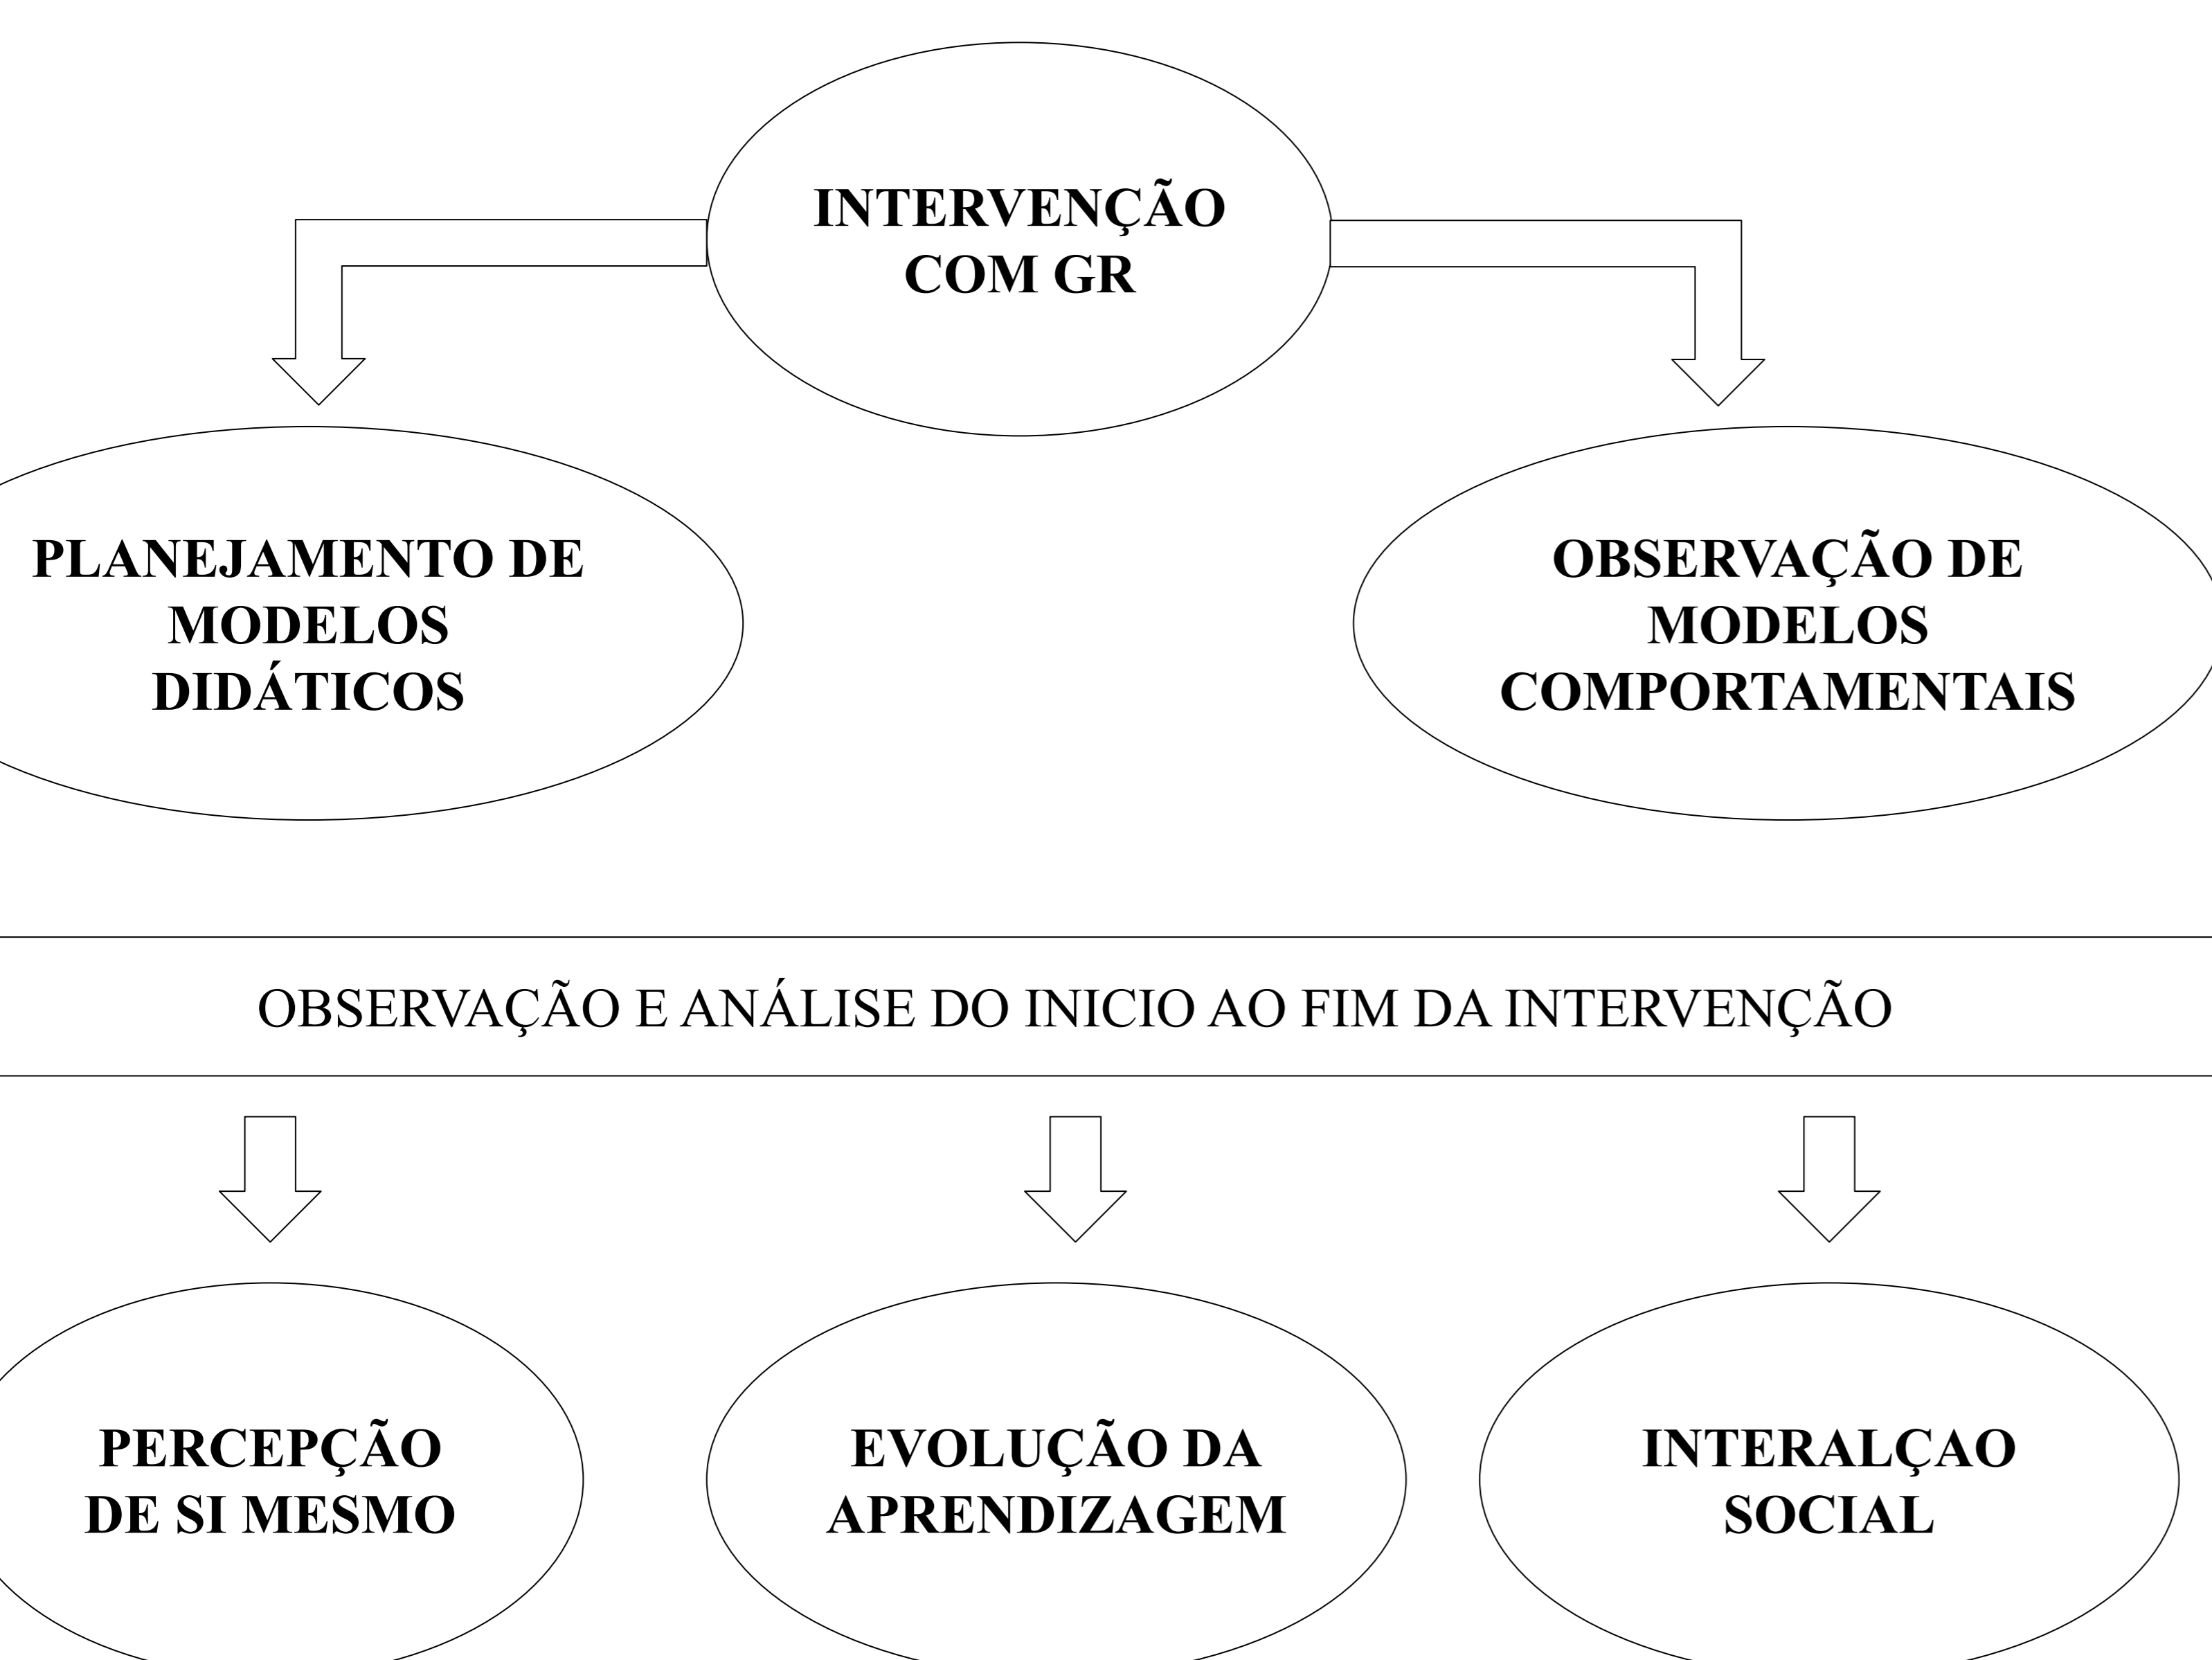 INTERVENÇÃO
COM GR
PLANEJAMENTO DE
MODELOS
DIDÁTICOS
OBSERVAÇÃO DE
MODELOS
COMPORTAMENTAIS
OBSERVAÇÃO E ANÁLISE DO INICIO AO FIM DA INTERVENÇÃO
PERCEPÇÃO
DE SI MESMO
EVOLUÇÃO DA
APRENDIZAGEM
INTERALÇAO
SOCIAL